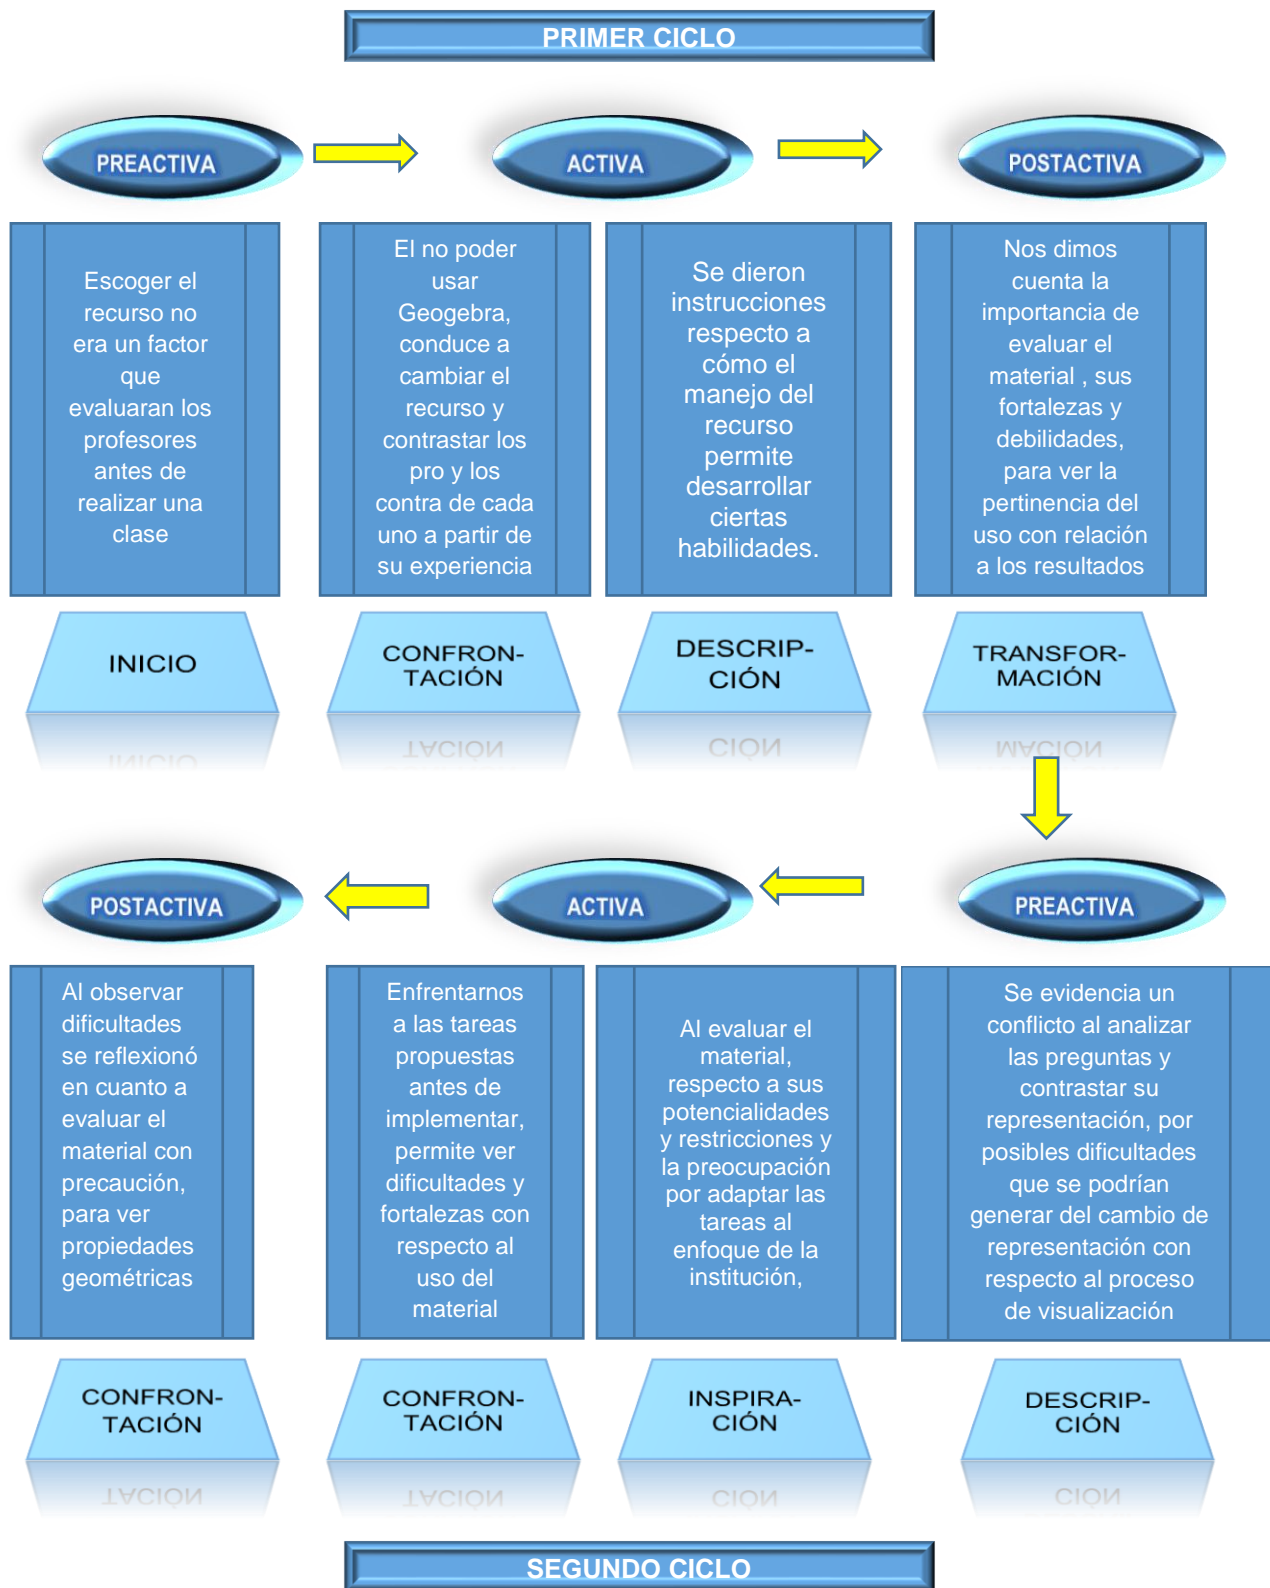 PRIMER CICLO
PREACTIVA
ACTIVA
POSTACTIVA
Escoger el
recurso no
era un factor
que
evaluaran los
profesores
antes de
realizar una
clase
El no poder
usar
Geogebra,
conduce a
cambiar el
recurso y
contrastar los
pro y los
contra de cada
uno a partir de
su experiencia
Se dieron
instrucciones
respecto a
cómo el
manejo del
recurso
permite
desarrollar
ciertas
habilidades.
Nos dimos
cuenta la
importancia de
evaluar el
material , sus
fortalezas y
debilidades,
para ver la
pertinencia del
uso con relación
a los resultados
INICIO
CONFRON-
TACIÓN
DESCRIP-
CIÓN
TRANSFOR-
MACIÓN
POSTACTIVA
ACTIVA
PREACTIVA
Al observar
dificultades
se reflexionó
en cuanto a
evaluar el
material con
precaución,
para ver
propiedades
geométricas
Enfrentarnos
a las tareas
propuestas
antes de
implementar,
permite ver
dificultades y
fortalezas con
respecto al
uso del
material
Al evaluar el
material,
respecto a sus
potencialidades
y restricciones y
la preocupación
por adaptar las
tareas al
enfoque de la
institución,
Se evidencia un
conflicto al analizar
las preguntas y
contrastar su
representación, por
posibles dificultades
que se podrían
generar del cambio de
representación con
respecto al proceso
de visualización
CONFRON-
TACIÓN
CONFRON-
TACIÓN
INSPIRA-
CIÓN
DESCRIP-
CIÓN
SEGUNDO CICLO